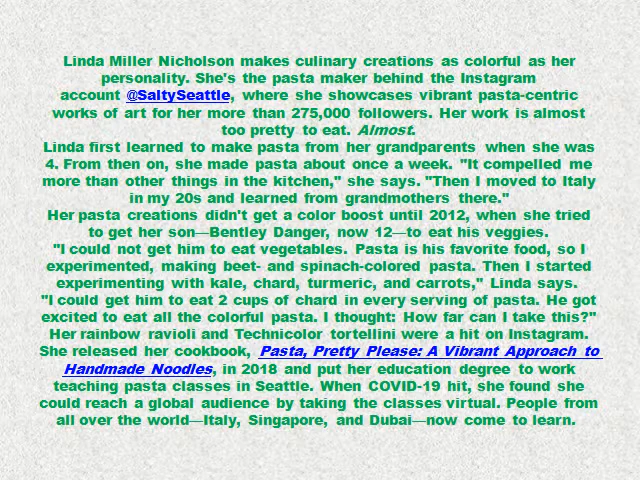 Linda Miller Nicholson makes culinary creations as colorful as her
personality. She's the pasta maker behind the Instagram
account @SaltySeattle, where she showcases vibrant pasta-centric
works of art for her more than 275,000 followers. Her work is almost
too pretty to eat. Almost.
Linda first learned to make pasta from her grandparents when she was
4. From then on, she made pasta about once a week. "It compelled me
more than other things in the kitchen," she says. "Then I moved to Italy
in my 20s and learned from grandmothers there."
Her pasta creations didn't get a color boost until 2012, when she tried
to get her son—Bentley Danger, now 12—to eat his veggies.
"I could not get him to eat vegetables. Pasta is his favorite food, so I
experimented, making beet- and spinach-colored pasta. Then I started
experimenting with kale, chard, turmeric, and carrots," Linda says.
"I could get him to eat 2 cups of chard in every serving of pasta. He got
excited to eat all the colorful pasta. I thought: How far can I take this?"
Her rainbow ravioli and Technicolor tortellini were a hit on Instagram.
She released her cookbook, Pasta, Pretty Please: A Vibrant Approach to
Handmade Noodles, in 2018 and put her education degree to work
teaching pasta classes in Seattle. When COVID-19 hit, she found she
could reach a global audience by taking the classes virtual. People from
all over the world—Italy, Singapore, and Dubai—now come to learn.